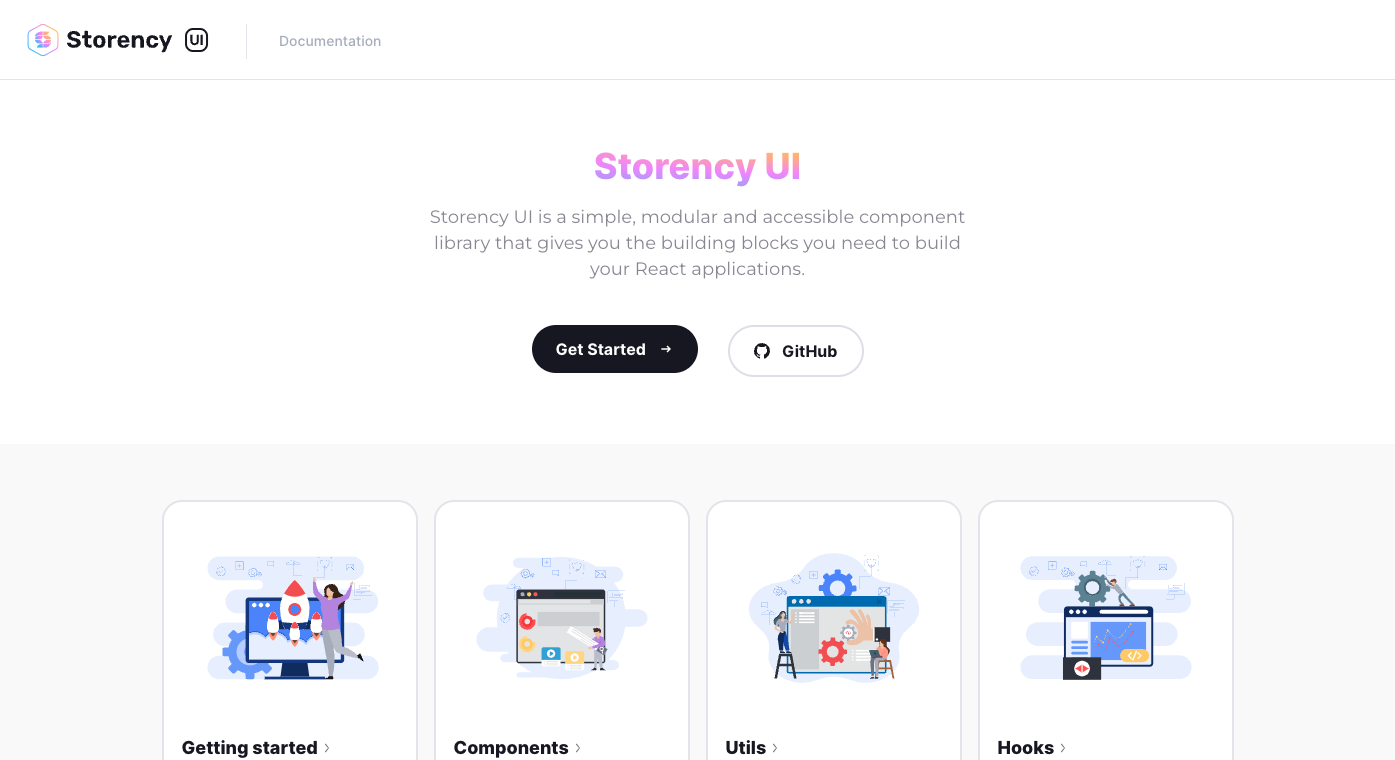 Storency UI
Documentation
Storency UI
Storency UI is a simple, modular and accessible component
library that gives you the building blocks you need to build
your React applications.
Get Started →
GitHub
Getting started
Components
Utils
Hooks